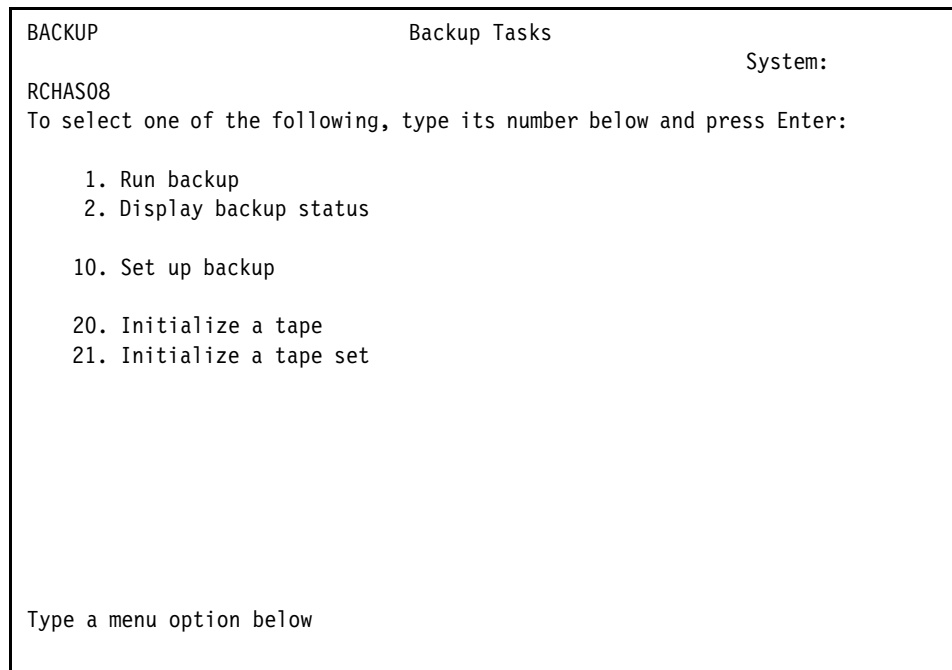 BACKUP Backup Tasks
System:
RCHAS08
To select one of the following, type its number below and press Enter:
1. Run backup
2. Display backup status
10. Set up backup
20. Initialize a tape
21. Initialize a tape set
Type a menu option below